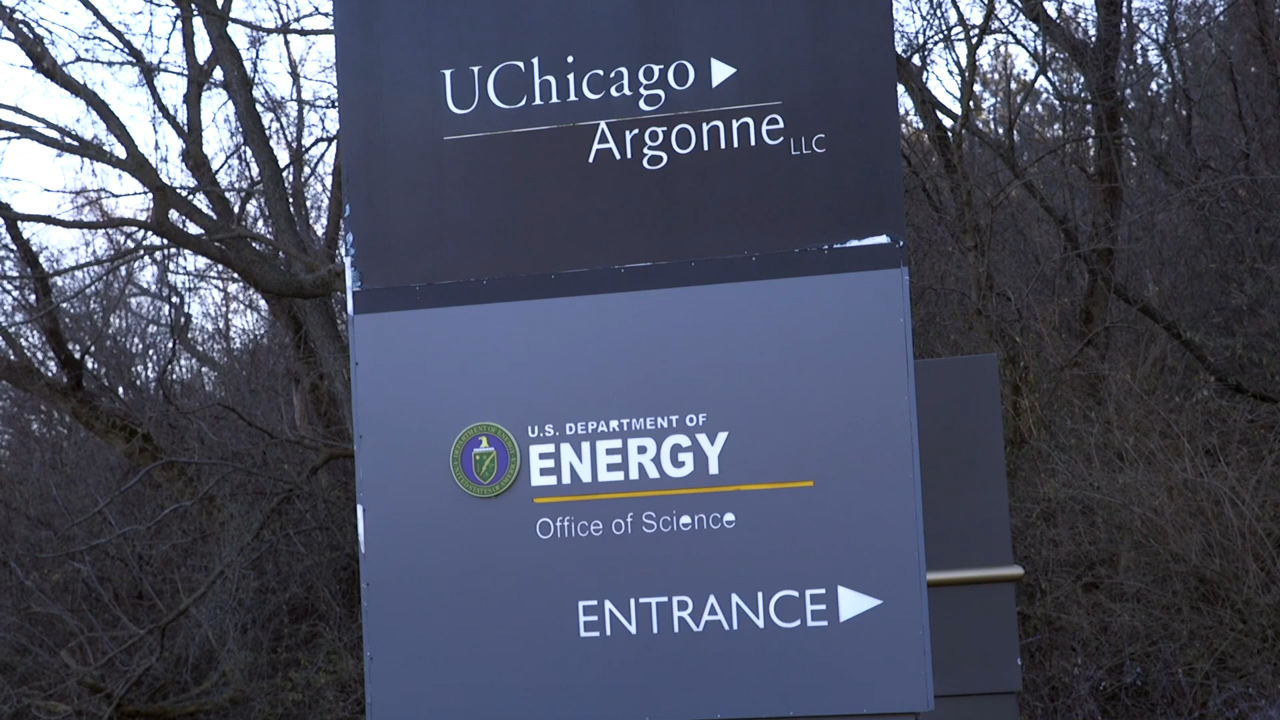 UChicago
Argonne LLC
U.S. DEPARTMENT OF
ENERGY
Office of Science
ENTRANCE